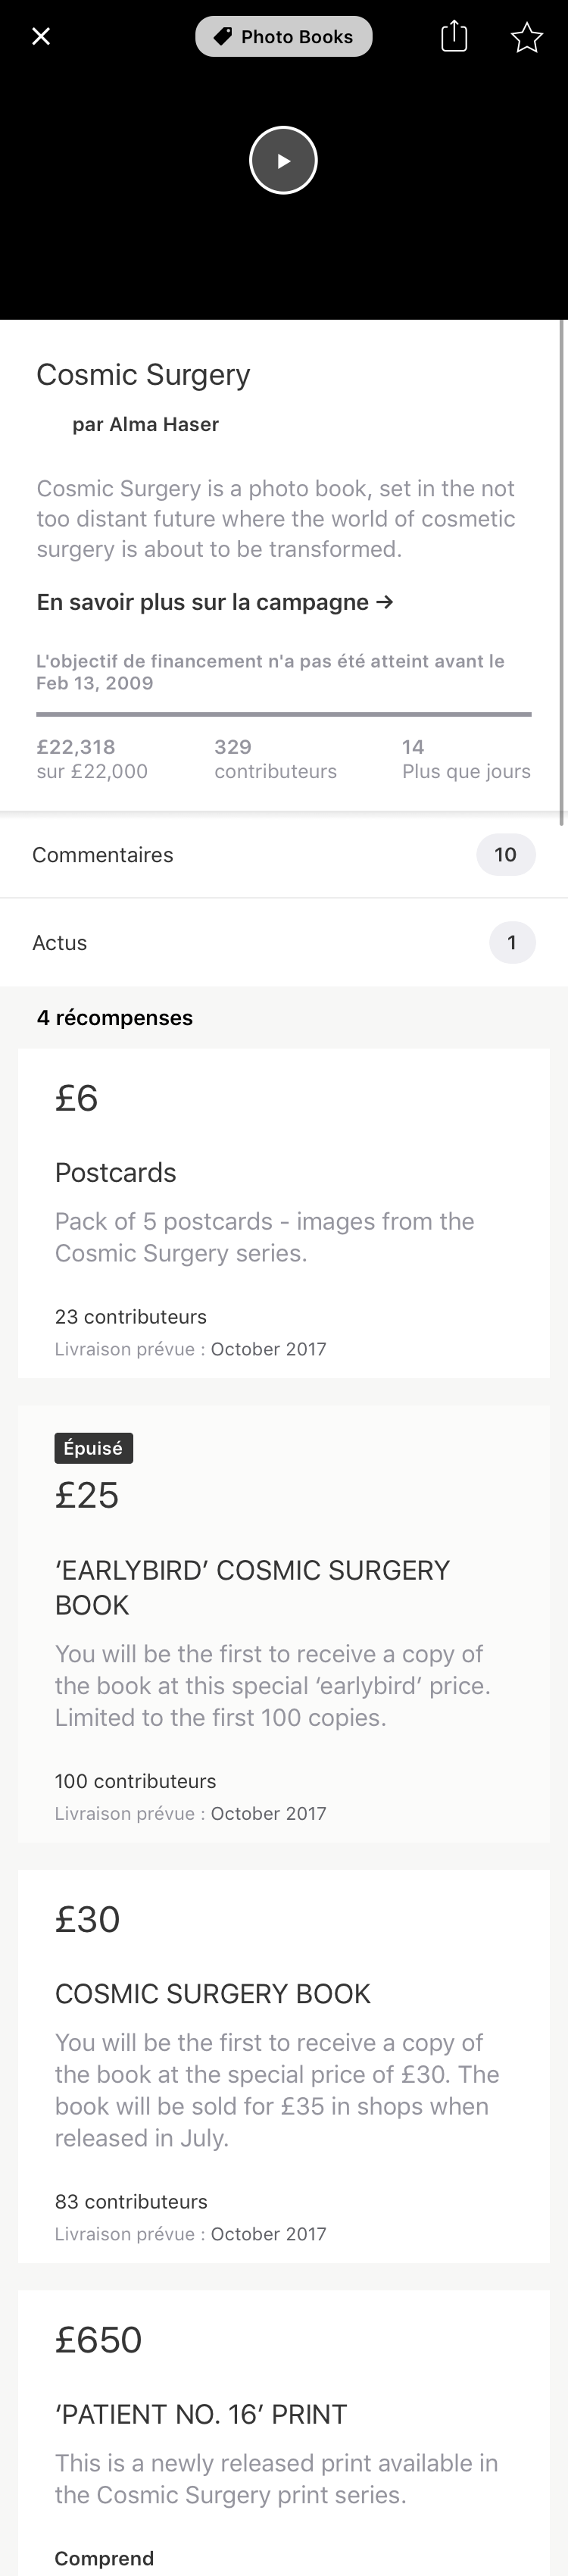 Photo Books
Cosmic Surgery
par Alma Haser
Cosmic Surgery is a photo book, set in the not
too distant future where the world of cosmetic
surgery is about to be transformed.
En savoir plus sur la campagne →
L'objectif de financement n'a pas été atteint avant le
Feb 13, 2009
£22,318 329 14
sur £22,000 contributeurs Plus que jours
Commentaires 10
Actus 1
4 récompenses
£6
Postcards
Pack of 5 postcards - images from the
Cosmic Surgery series.
23 contributeurs
Livraison prévue : October 2017
Épuisé
£25
‘EARLYBIRD’ COSMIC SURGERY
BOOK
You will be the first to receive a copy of
the book at this special ‘earlybird’ price.
Limited to the first 100 copies.
100 contributeurs
Livraison prévue : October 2017
£30
COSMIC SURGERY BOOK
You will be the first to receive a copy of
the book at the special price of £30. The
book will be sold for £35 in shops when
released in July.
83 contributeurs
Livraison prévue : October 2017
£650
‘PATIENT NO. 16’ PRINT
This is a newly released print available in
the Cosmic Surgery print series.
Comprend